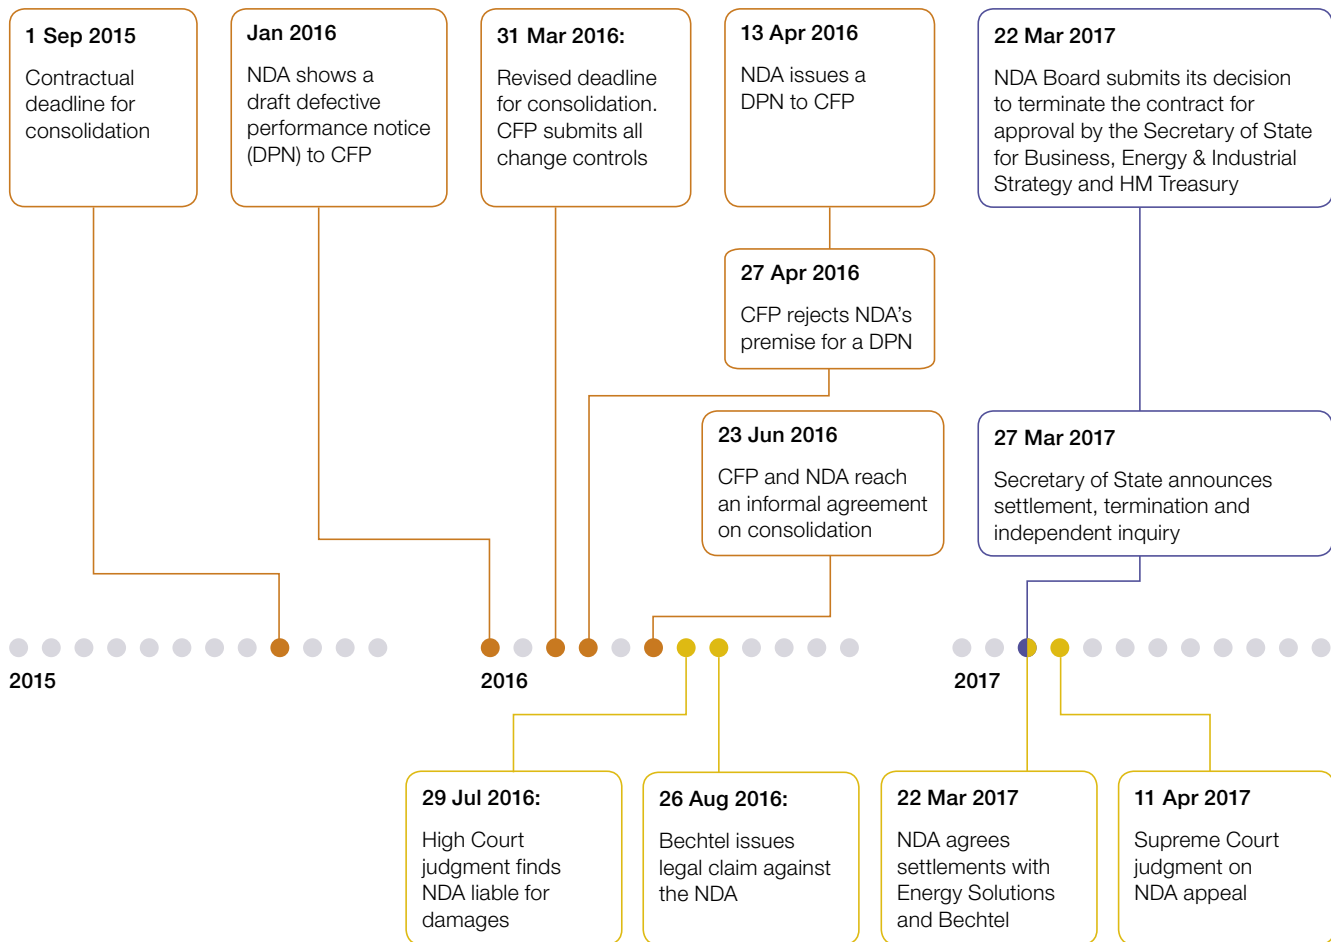 1 Sep 2015
Contractual
deadline for
consolidation
Jan 2016
NDA shows a
draft defective
performance notice
(DPN) to CFP
31 Mar 2016:
Revised deadline
for consolidation.
CFP submits all
change controls
13 Apr 2016
NDA issues a
DPN to CFP
22 Mar 2017
NDA Board submits its decision
to terminate the contract for
approval by the Secretary of State
for Business, Energy & Industrial
Strategy and HM Treasury
27 Apr 2016
CFP rejects NDA’s
premise for a DPN
23 Jun 2016
CFP and NDA reach
an informal agreement
on consolidation
27 Mar 2017
Secretary of State announces
settlement, termination and
independent inquiry
2015
2016
2017
29 Jul 2016:
High Court
judgment finds
NDA liable for
damages
26 Aug 2016:
Bechtel issues
legal claim against
the NDA
22 Mar 2017
NDA agrees
settlements with
Energy Solutions
and Bechtel
11 Apr 2017
Supreme Court
judgment on
NDA appeal